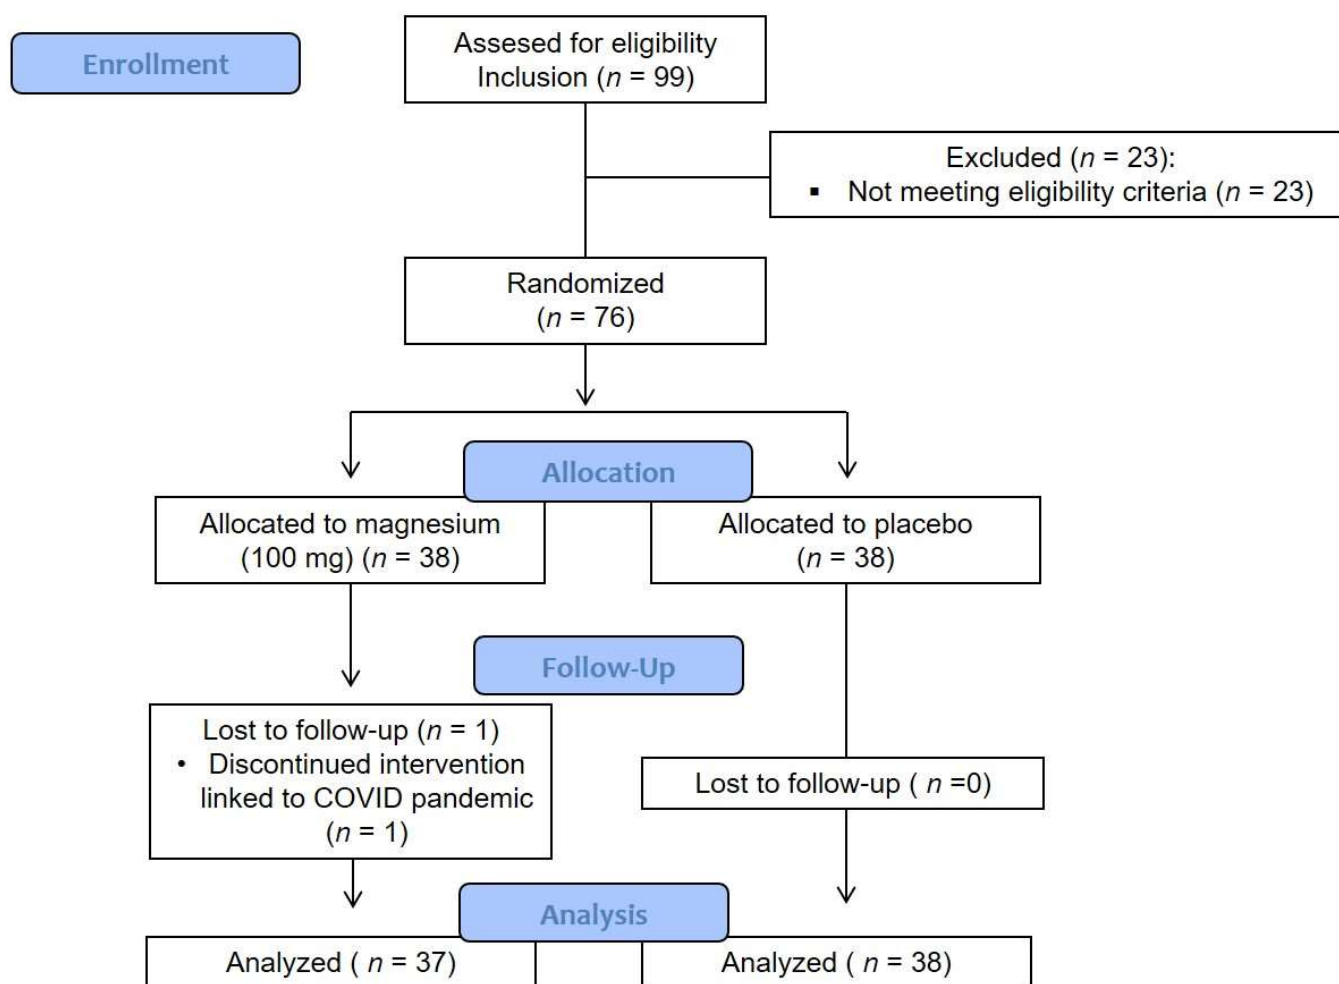 Enrollment
Assesed for eligibility
Inclusion (n = 99)
Excluded (n = 23):
▪ Not meeting eligibility criteria (n = 23)
Randomized
(n = 76)
Allocation
Allocated to magnesium
(100 mg) (n = 38)
Allocated to placebo
(n = 38)
Follow-Up
Lost to follow-up (n = 1)
• Discontinued intervention
linked to COVID pandemic
(n = 1)
Lost to follow-up ( n =0)
Analysis
Analyzed ( n = 37)
Analyzed ( n = 38)